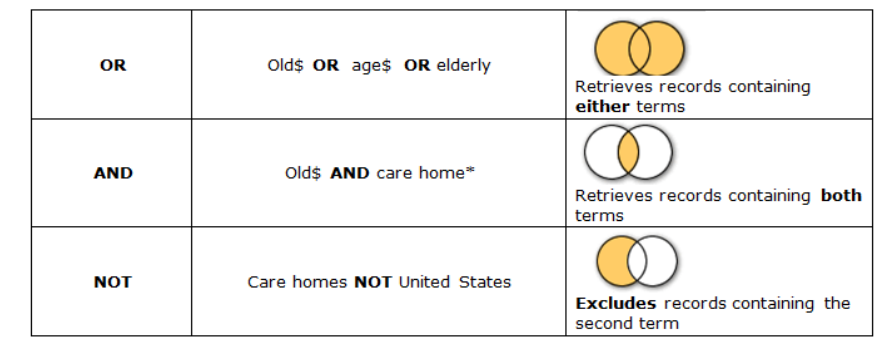 OR
Old$ OR age$ OR elderly
Retrieves records containing
either terms
AND
Old$ AND care home*
Retrieves records containing both
terms
NOT
Care homes NOT United States
Excludes records containing the
second term